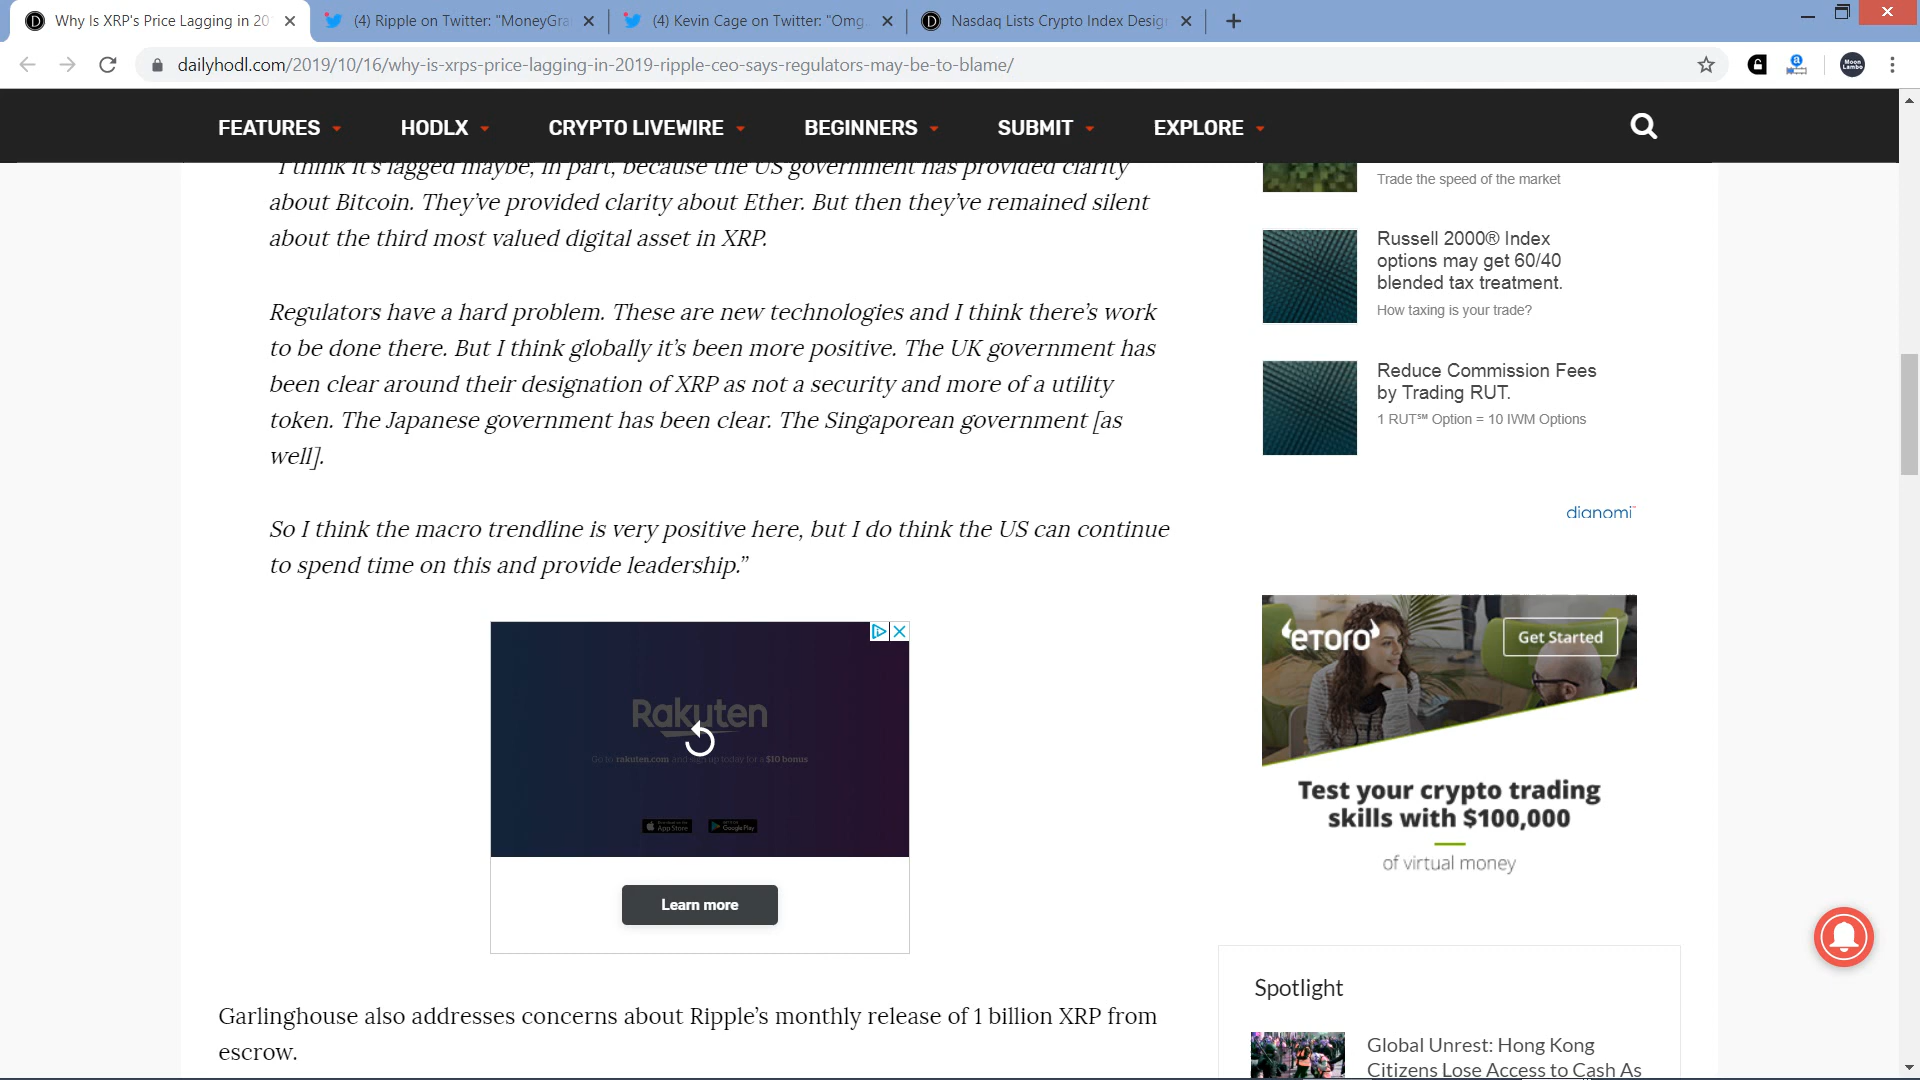 Why Is XRP's Price Lagging in 20
(4) Ripple on Twitter: "MoneyGra
(4) Kevin Cage on Twitter: "Omg,
Nasdaq Lists Crypto Index Desig
dailyhodl.com/2019/10/16/why-is-xrps-price-lagging-in-2019-ripple-ceo-says-regulators-may-be-to-blame/
Moon
Lambo
FEATURES
HODLX
CRYPTO LIVEWIRE
BEGINNERS
SUBMIT
EXPLORE
"I think it's lagged maybe, in part, because the US government has provided clarity
about Bitcoin. They've provided clarity about Ether. But then they've remained silent
about the third most valued digital asset in XRP.
Regulators have a hard problem. These are new technologies and I think there's work
to be done there. But I think globally it's been more positive. The UK government has
been clear around their designation of XRP as not a security and more of a utility
token. The Japanese government has been clear. The Singaporean government [as
well].
So I think the macro trendline is very positive here, but I do think the US can continue
to spend time on this and provide leadership."
Rakuten
Go to rakuten.com and sign up today for a $10 bonus
App Store
Google Play
Learn more
Garlinghouse also addresses concerns about Ripple's monthly release of 1 billion XRP from
escrow.
Trade the speed of the market
Russell 2000® Index
options may get 60/40
blended tax treatment.
How taxing is your trade?
Reduce Commission Fees
by Trading RUT.
1 RUT℠ Option = 10 IWM Options
dianomi
eToro
Get Started
Test your crypto trading
skills with $100,000
of virtual money
Spotlight
Global Unrest: Hong Kong
Citizens Lose Access to Cash As